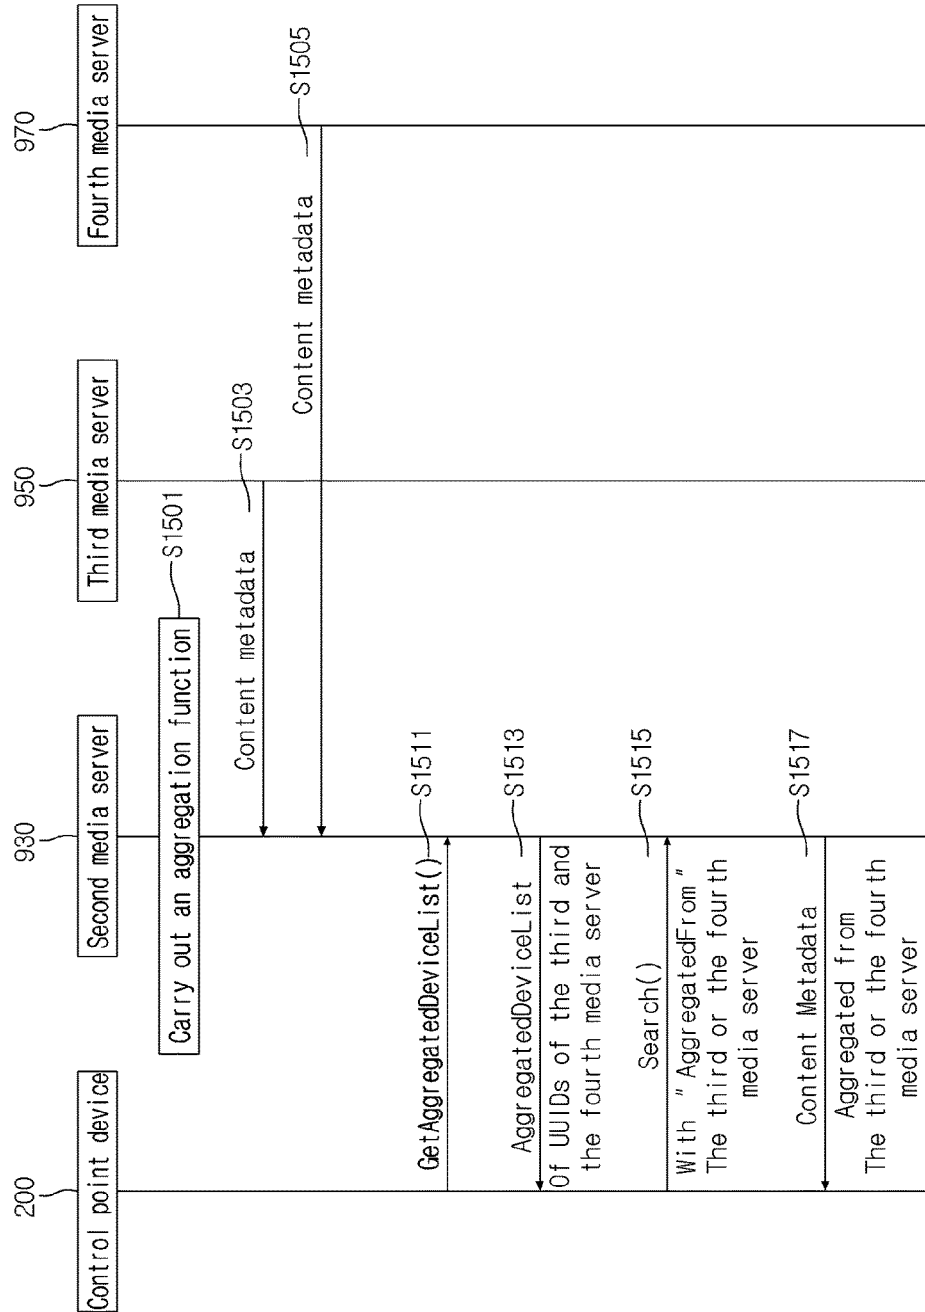 200
930
950
970
Control point device
Second media server
Third media server
Fourth media server
Carry out an aggregation function
S1501
Content metadata
S1503
Content metadata
S1505
GetAggregatedDeviceList()
S1511
AggregatedDeviceList
S1513
Of UUIDs of the third and
the fourth media server
Search()
S1515
With "AggregatedFrom"
The third or the fourth
media server
Content Metadata
S1517
Aggregated from
The third or the fourth
media server